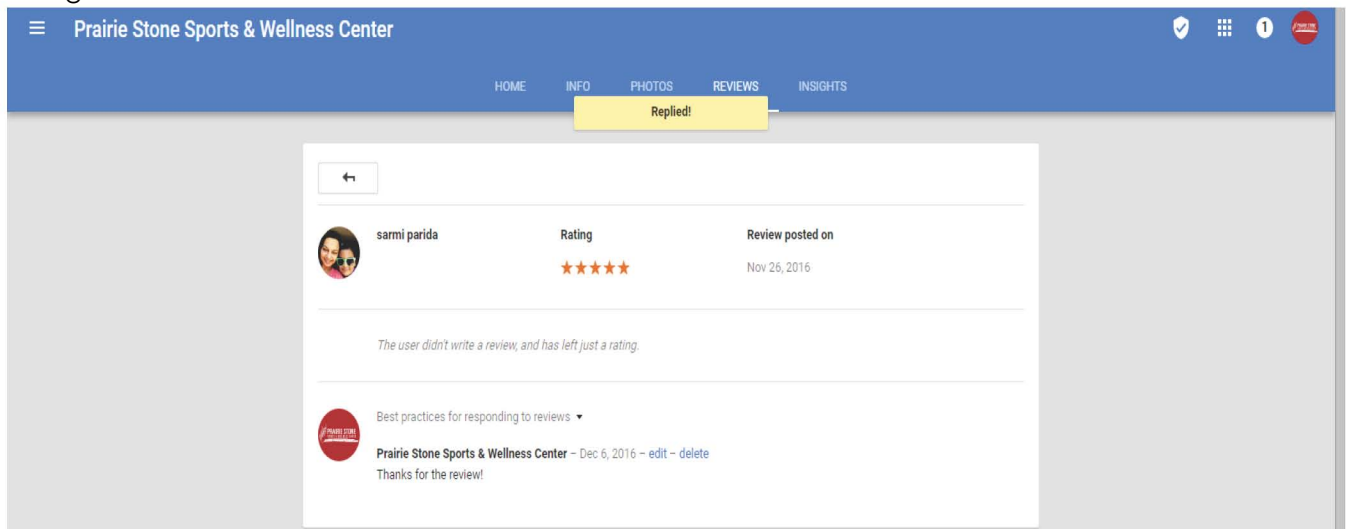 Prairie Stone Sports & Wellness Center
1
HOME INFO PHOTOS REVIEWS INSIGHTS
Replied!
sarmi parida Rating Review posted on
Nov 26, 2016
The user didn't write a review, and has left just a rating.
Best practices for responding to reviews
PRAIRIE STONE
Prairie Stone Sports & Wellness Center – Dec 6, 2016 – edit – delete
Thanks for the review!